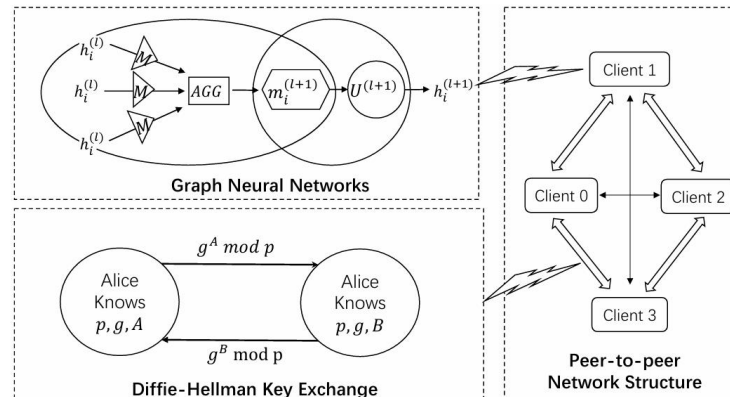 h_i^(l)
M
h_i^(l)
M
h_i^(l)
M
AGG
m_i^(l+1)
U^(l+1)
h_i^(l+1)
Graph Neural Networks
Client 1
Client 0
Client 2
Client 3
Peer-to-peer
Network Structure
g^A mod p
Alice
Knows
p, g, A
Alice
Knows
p, g, B
g^B mod p
Diffie-Hellman Key Exchange